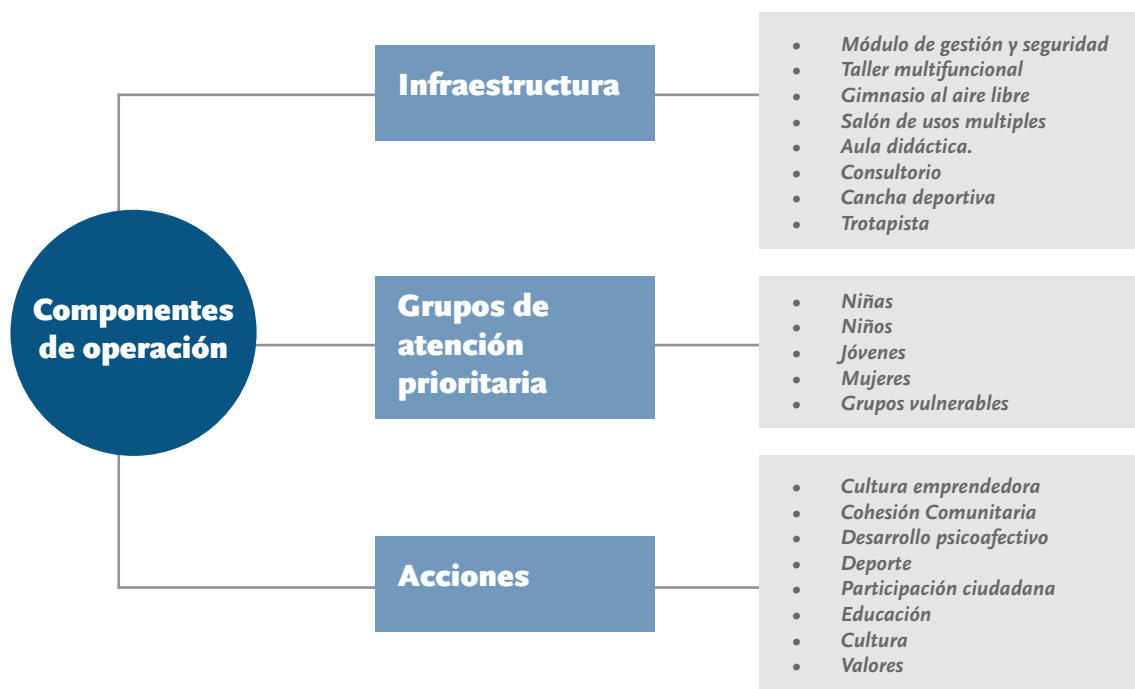 Componentes
de operación
Infraestructura
• Módulo de gestión y seguridad
• Taller multifuncional
• Gimnasio al aire libre
• Salón de usos multiples
• Aula didáctica.
• Consultorio
• Cancha deportiva
• Trotapista
Grupos de
atención
prioritaria
• Niñas
• Niños
• Jóvenes
• Mujeres
• Grupos vulnerables
Acciones
• Cultura emprendedora
• Cohesión Comunitaria
• Desarrollo psicoafectivo
• Deporte
• Participación ciudadana
• Educación
• Cultura
• Valores